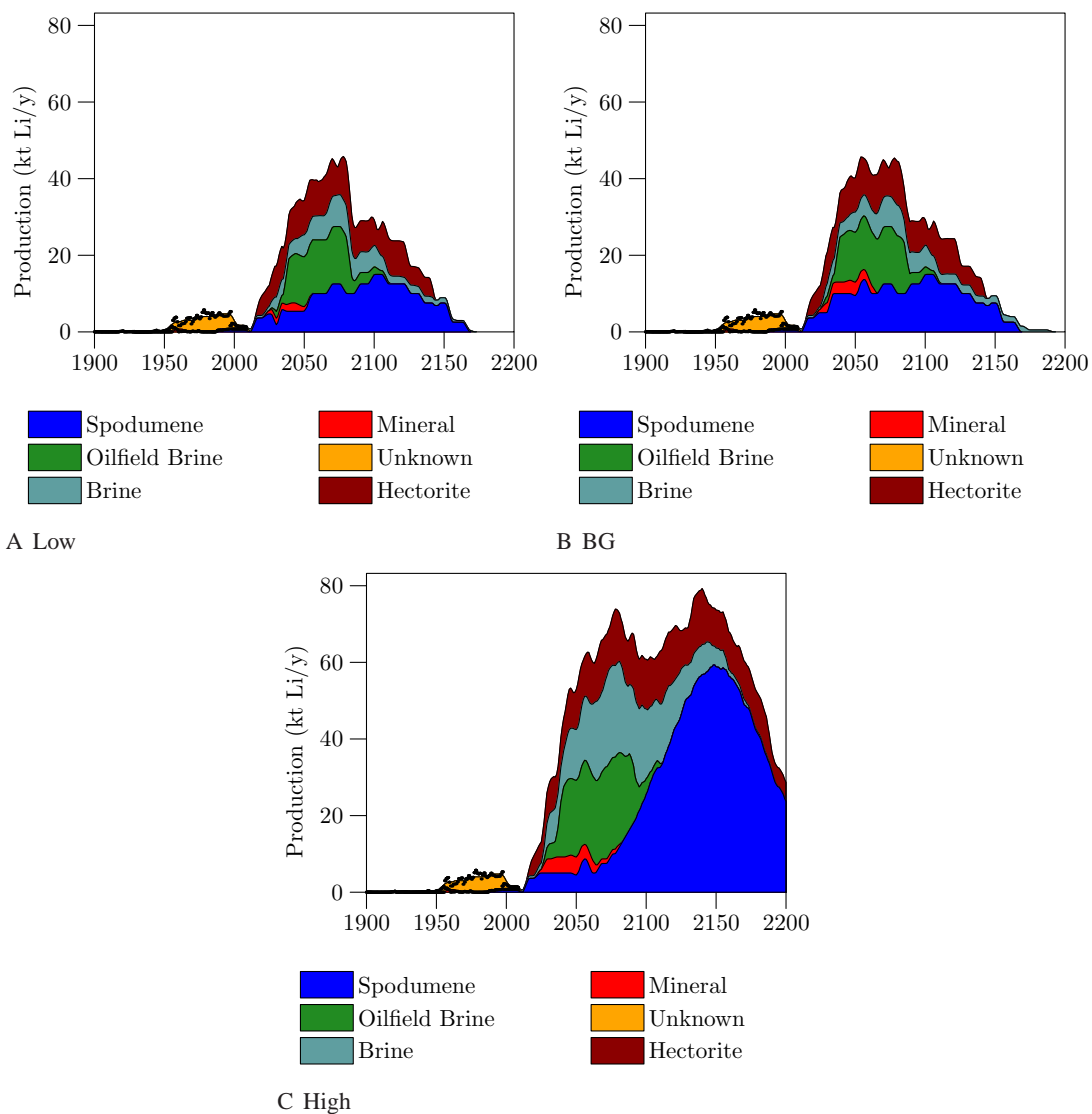 80
60
40
20
0
Production (kt Li/y)
1900 1950 2000 2050 2100 2150 2200
Spodumene Mineral
Oilfield Brine Unknown
Brine Hectorite
A Low
80
60
40
20
0
Production (kt Li/y)
1900 1950 2000 2050 2100 2150 2200
Spodumene Mineral
Oilfield Brine Unknown
Brine Hectorite
B BG
80
60
40
20
0
Production (kt Li/y)
1900 1950 2000 2050 2100 2150 2200
Spodumene Mineral
Oilfield Brine Unknown
Brine Hectorite
C High